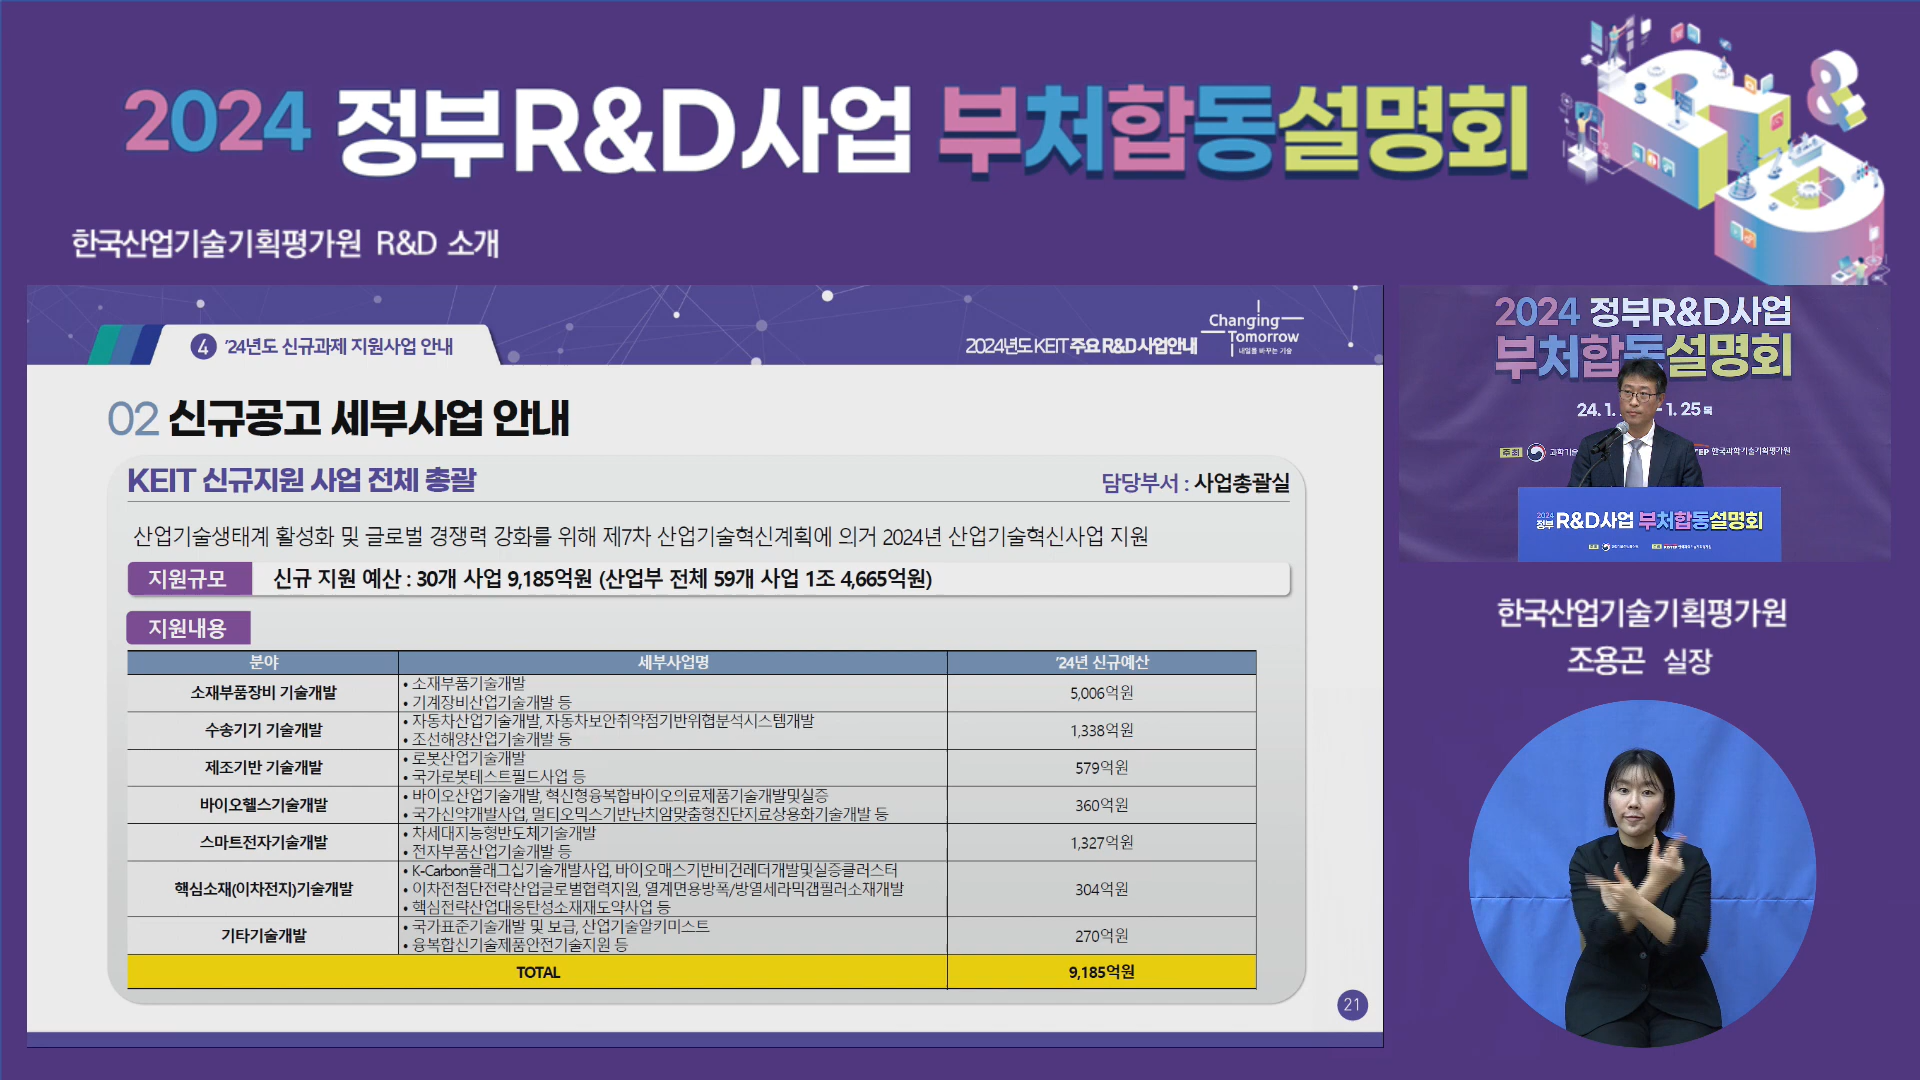 2024 정부R&D사업 부처합동설명회
한국산업기술기획평가원 R&D 소개
4 '24년도 신규과제 지원사업 안내
2024년도 KEIT 주요 R&D 사업안내
Changing
Tomorrow
내일을 바꾸는 기술
02 신규공고 세부사업 안내
KEIT 신규지원 사업 전체 총괄
담당부서 : 사업총괄실
산업기술생태계 활성화 및 글로벌 경쟁력 강화를 위해 제7차 산업기술혁신계획에 의거 2024년 산업기술혁신사업 지원
지원규모
신규 지원 예산 : 30개 사업 9,185억원 (산업부 전체 59개 사업 1조 4,665억원)
지원내용
분야 세부사업명 '24년 신규예산
소재부품장비 기술개발
• 소재부품기술개발
• 기계장비산업기술개발 등
5,006억원
수송기기 기술개발
• 자동차산업기술개발, 자동차보안취약점기반위협분석시스템개발
• 조선해양산업기술개발 등
1,338억원
제조기반 기술개발
• 로봇산업기술개발
• 국가로봇테스트필드사업 등
579억원
바이오헬스기술개발
• 바이오산업기술개발, 혁신형융복합바이오의료제품기술개발및실증
• 국가신약개발사업, 멀티오믹스기반난치암맞춤형진단치료상용화기술개발 등
360억원
스마트전자기술개발
• 차세대지능형반도체기술개발
• 전자부품산업기술개발 등
1,327억원
핵심소재(이차전지)기술개발
• K-Carbon플래그십기술개발사업, 바이오매스기반비건레더개발및실증클러스터
• 이차전첨단전략산업글로벌협력지원, 열계면용방폭/방열세라믹갭필러소재개발
• 핵심전략산업대응탄성소재재도약사업 등
304억원
기타기술개발
• 국가표준기술개발 및 보급, 산업기술알키미스트
• 융복합신기술제품안전기술지원 등
270억원
TOTAL 9,185억원
21
2024 정부R&D사업
부처합동설명회
24. 1. 1. 25 목
주최
한국과학기술기획평가원
2024 정부 R&D사업 부처합동설명회
한국산업기술기획평가원
조용곤 실장